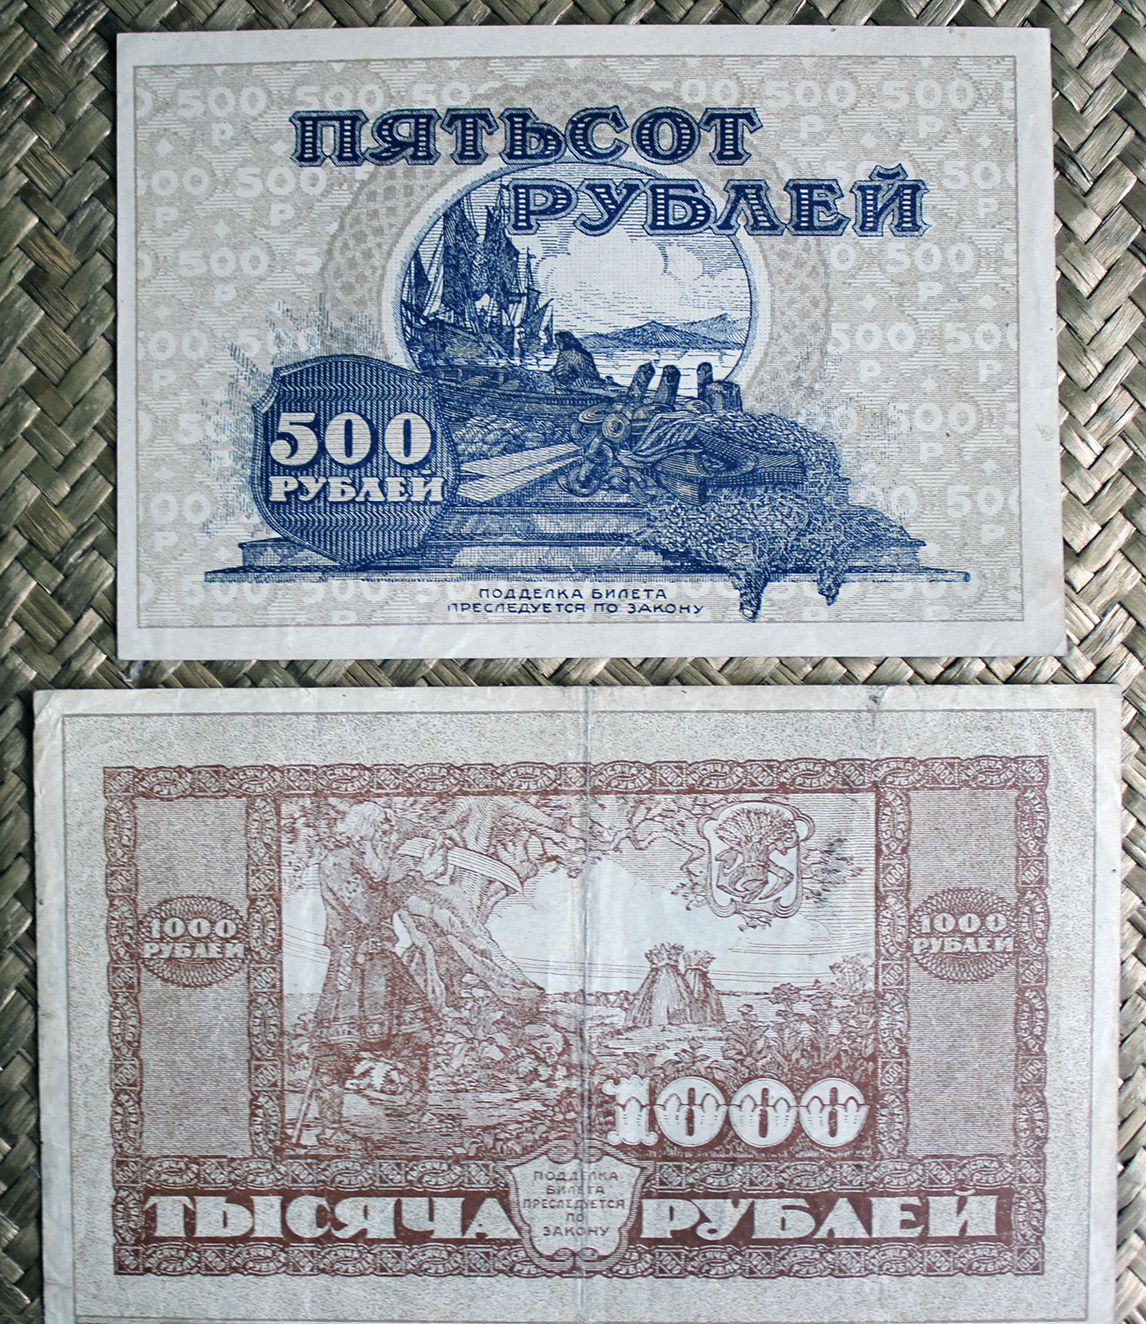 ПЯТЬСОТ
РУБЛЕЙ
500
РУБЛЕЙ
ПОДДЕЛКА БИЛЕТА
ПРЕСЛЕДУЕТСЯ ПО ЗАКОНУ
1000
РУБЛЕЙ
1000
РУБЛЕЙ
1000
ПОДДЕЛКА
БИЛЕТА
ПРЕСЛЕДУЕТСЯ
ПО
ЗАКОНУ
ТЫСЯЧА РУБЛЕЙ